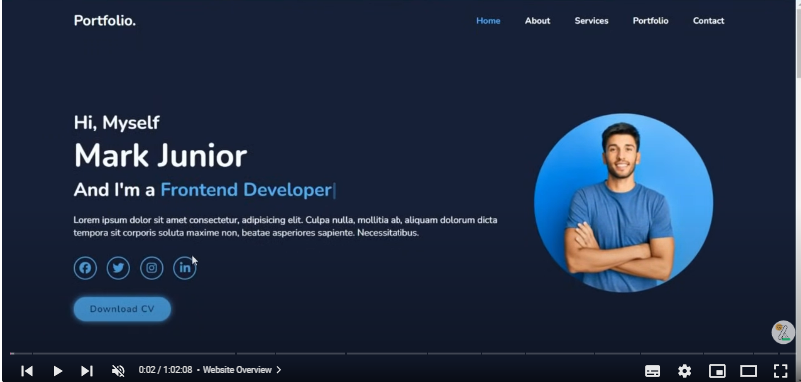 Portfolio.
Home About Services Portfolio Contact
Hi, Myself
Mark Junior
And I'm a Frontend Developer
Lorem ipsum dolor sit amet consectetur, adipisicing elit. Culpa nulla, mollitia ab, aliquam dolorum dicta
tempora sit corporis soluta maxime non, beatae asperiores sapiente. Necessitatibus.
in
Download CV
0:02 / 1:02:08 • Website Overview >